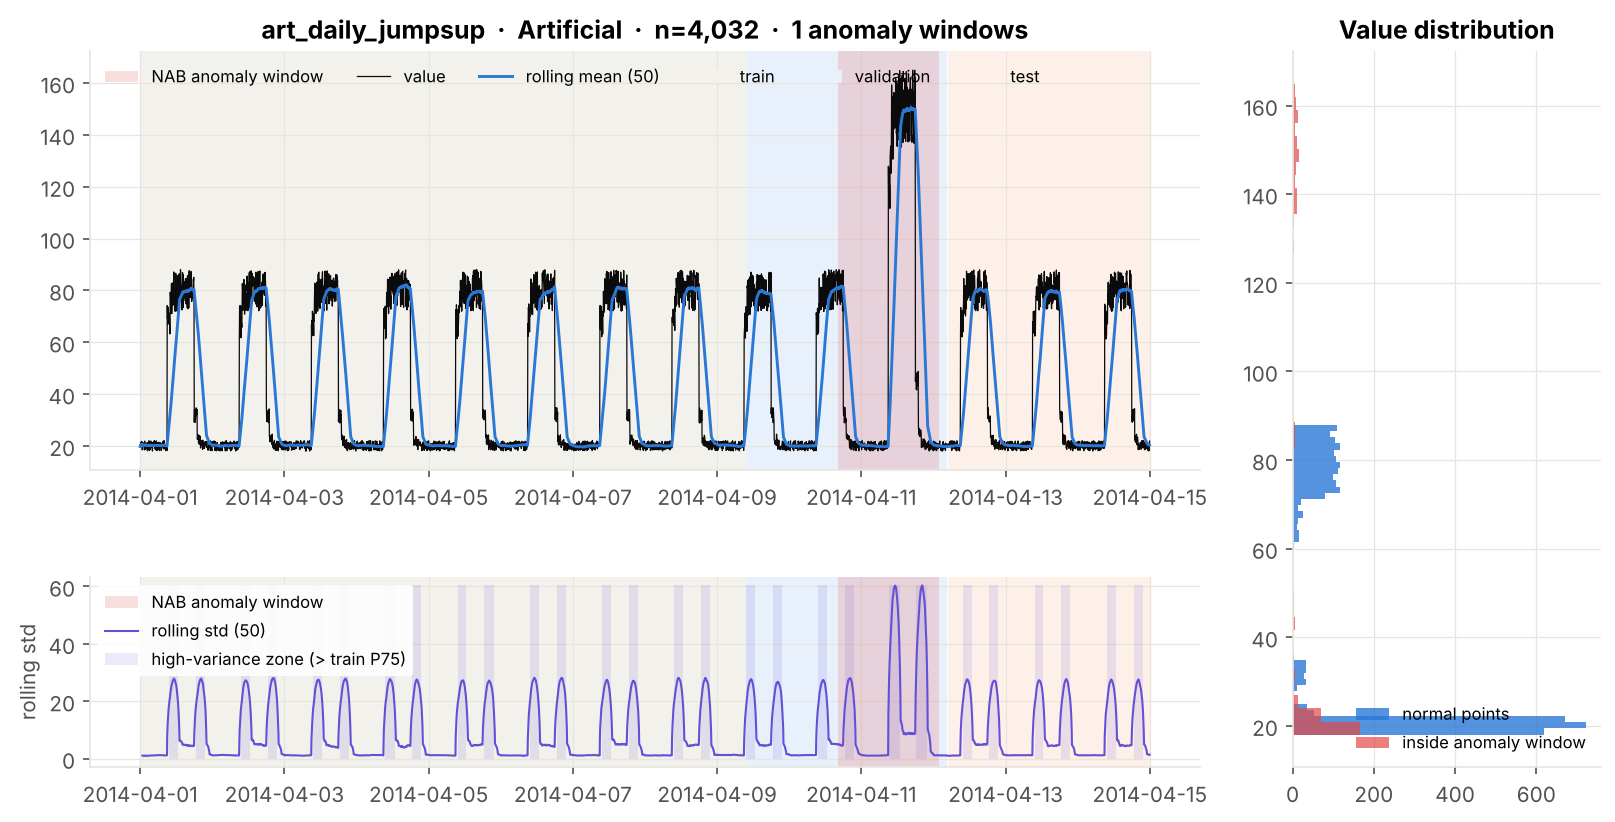 art_daily_jumpsup · Artificial · n=4,032 · 1 anomaly windows
NAB anomaly window
value
rolling mean (50)
train
validation
test
160
140
120
100
80
60
40
20
2014-04-01
2014-04-03
2014-04-05
2014-04-07
2014-04-09
2014-04-11
2014-04-13
2014-04-15
rolling std
60
40
20
0
NAB anomaly window
rolling std (50)
high-variance zone (> train P75)
2014-04-01
2014-04-03
2014-04-05
2014-04-07
2014-04-09
2014-04-11
2014-04-13
2014-04-15
Value distribution
160
140
120
100
80
60
40
20
normal points
inside anomaly window
0
200
400
600